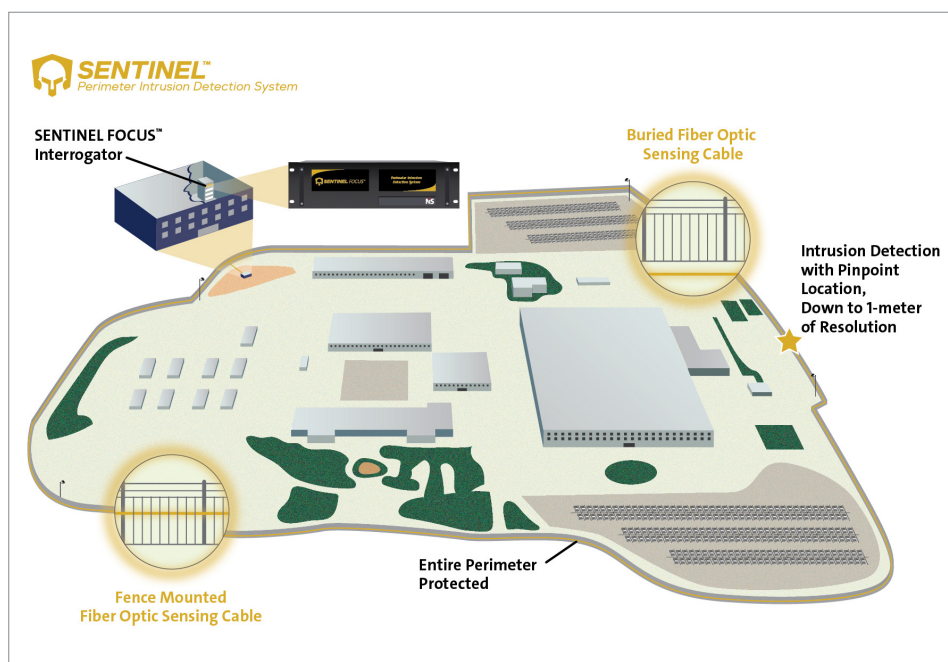 SENTINEL™
Perimeter Intrusion Detection System
SENTINEL FOCUS™
Interrogator
SENTINEL FOCUS™
Perimeter Intrusion
Detection System
Buried Fiber Optic
Sensing Cable
Intrusion Detection
with Pinpoint
Location,
Down to 1-meter
of Resolution
Entire Perimeter
Protected
Fence Mounted
Fiber Optic Sensing Cable